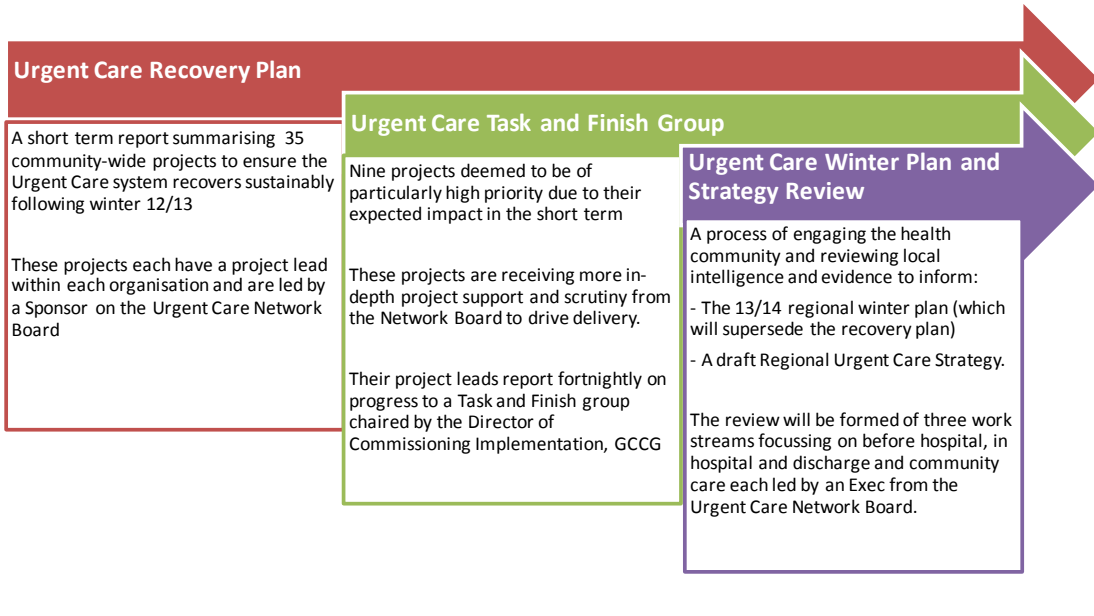 Urgent Care Recovery Plan
A short term report summarising 35
community-wide projects to ensure the
Urgent Care system recovers sustainably
following winter 12/13
These projects each have a project lead
within each organisation and are led by
a Sponsor on the Urgent Care Network
Board
Urgent Care Task and Finish Group
Nine projects deemed to be of
particularly high priority due to their
expected impact in the short term
These projects are receiving more in-
depth project support and scrutiny from
the Network Board to drive delivery.
Their project leads report fortnightly on
progress to a Task and Finish group
chaired by the Director of
Commissioning Implementation, GCCG
Urgent Care Winter Plan and
Strategy Review
A process of engaging the health
community and reviewing local
intelligence and evidence to inform:
- The 13/14 regional winter plan (which
will supersede the recovery plan)
- A draft Regional Urgent Care Strategy.
The review will be formed of three work
streams focussing on before hospital, in
hospital and discharge and community
care each led by an Exec from the
Urgent Care Network Board.